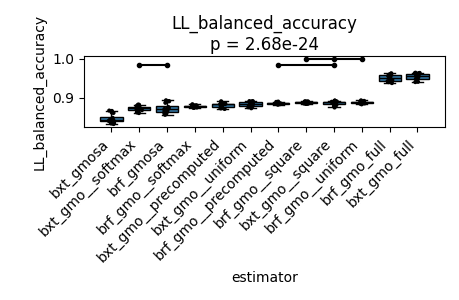 LL_balanced_accuracy
p = 2.68e-24
LL_balanced_accuracy
1.0
0.9
bxt_gmosa
bxt_gmo__softmax
brf_gmosa
brf_gmo__softmax
bxt_gmo__precomputed
bxt_gmo__uniform
brf_gmo__precomputed
brf_gmo__square
bxt_gmo__square
brf_gmo__uniform
brf_gmo_full
bxt_gmo_full
estimator